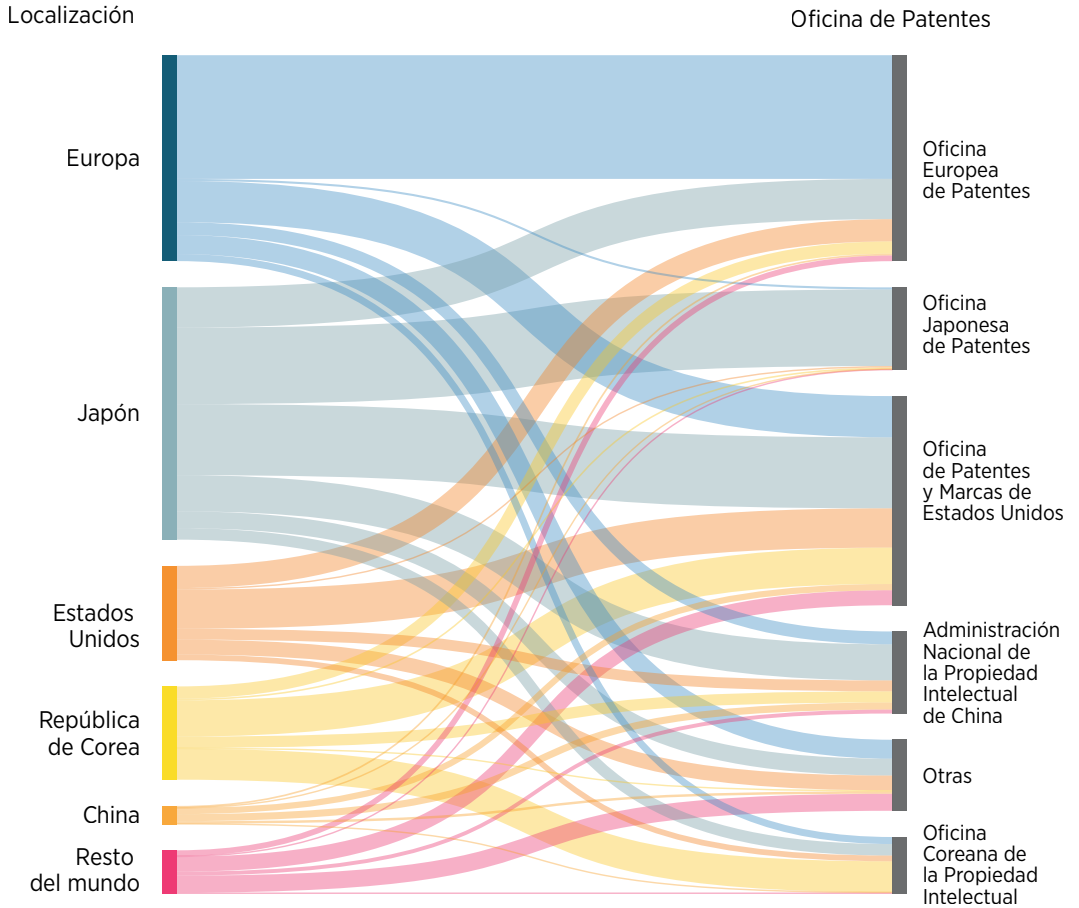 Localización
Oficina de Patentes
Europa
Japón
Estados
Unidos
República
de Corea
China
Resto
del mundo
Oficina
Europea
de Patentes
Oficina
Japonesa
de Patentes
Oficina
de Patentes
y Marcas de
Estados Unidos
Administración
Nacional de
la Propiedad
Intelectual
de China
Otras
Oficina
Coreana de
la Propiedad
Intelectual